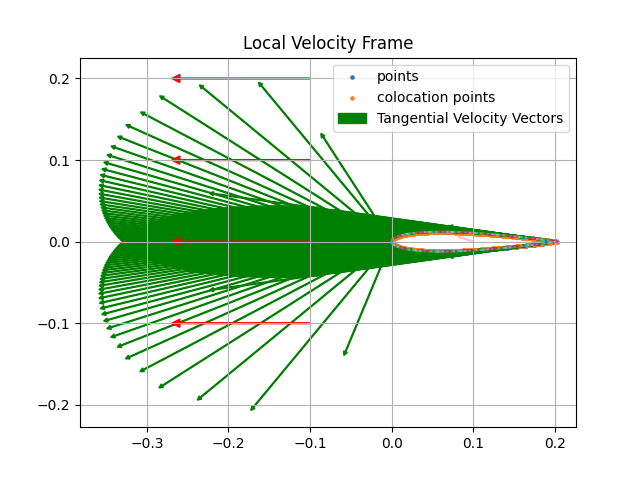 Local Velocity Frame
points
colocation points
Tangential Velocity Vectors
0.2
0.1
0.0
−0.1
−0.2
−0.3 −0.2 −0.1 0.0 0.1 0.2